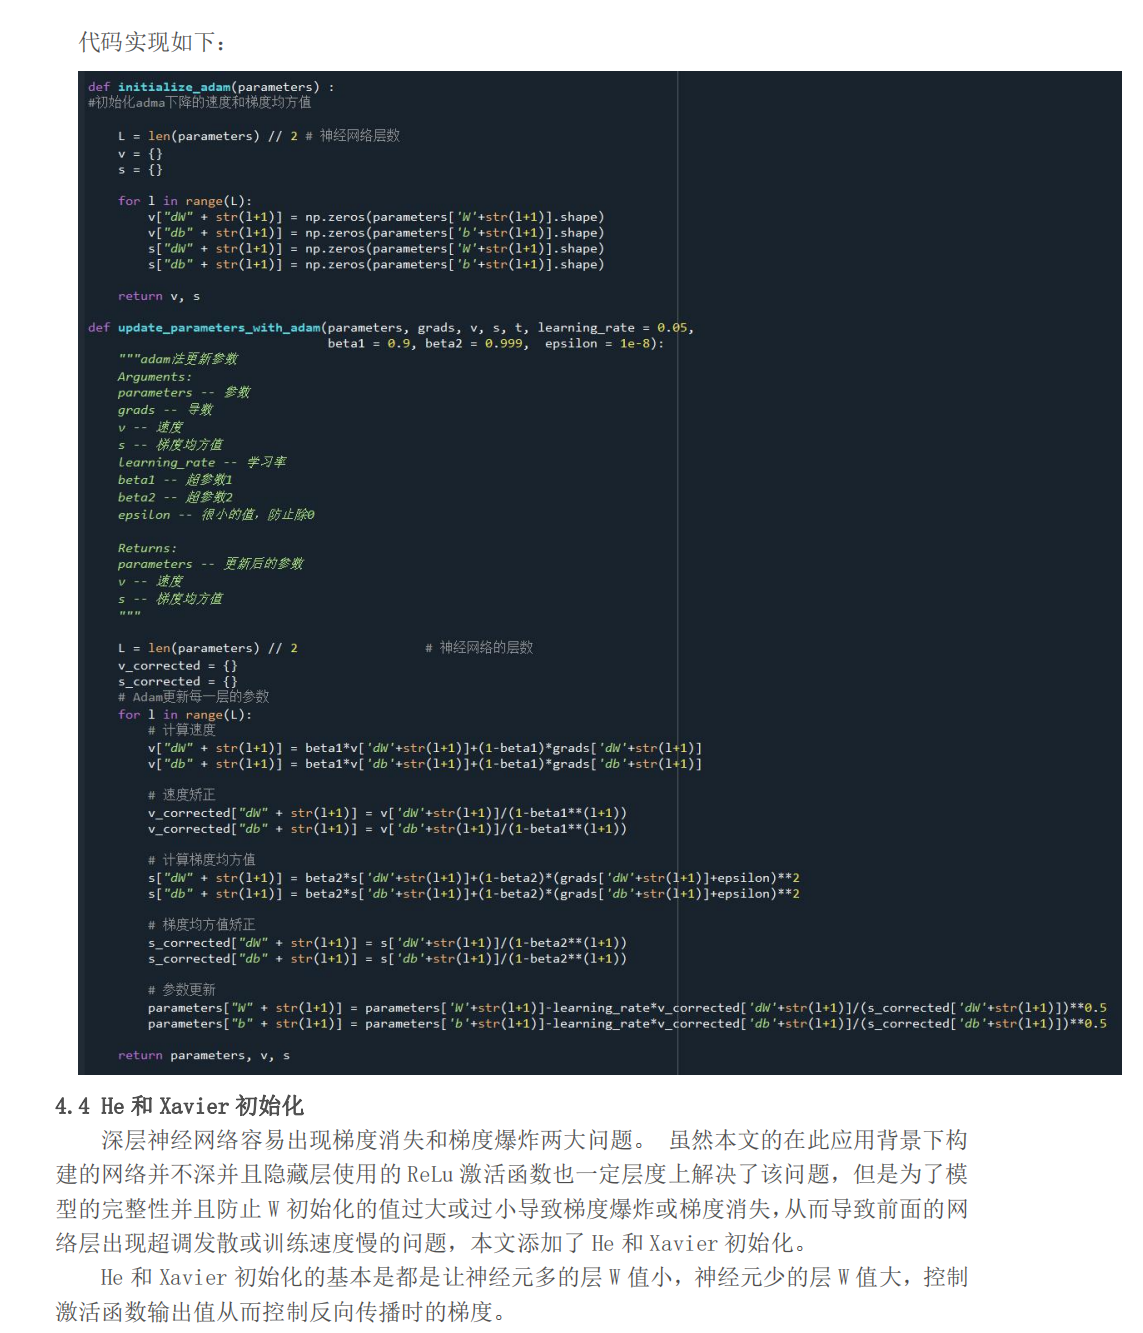 代码实现如下：
def initialize_adam(parameters) :
#初始化adma下降的速度和梯度均方值
L = len(parameters) // 2 # 神经网络层数
v = {}
s = {}
for l in range(L):
v["dW" + str(l+1)] = np.zeros(parameters['W'+str(l+1)].shape)
v["db" + str(l+1)] = np.zeros(parameters['b'+str(l+1)].shape)
s["dW" + str(l+1)] = np.zeros(parameters['W'+str(l+1)].shape)
s["db" + str(l+1)] = np.zeros(parameters['b'+str(l+1)].shape)
return v, s
def update_parameters_with_adam(parameters, grads, v, s, t, learning_rate = 0.05,
beta1 = 0.9, beta2 = 0.999,  epsilon = 1e-8):
"""adam法更新参数
Arguments:
parameters -- 参数
grads -- 导数
v -- 速度
s -- 梯度均方值
learning_rate -- 学习率
beta1 -- 超参数1
beta2 -- 超参数2
epsilon -- 很小的值，防止除0
Returns:
parameters -- 更新后的参数
v -- 速度
s -- 梯度均方值
"""
L = len(parameters) // 2 # 神经网络的层数
v_corrected = {}
s_corrected = {}
# Adam更新每一层的参数
for l in range(L):
# 计算速度
v["dW" + str(l+1)] = beta1*v['dW'+str(l+1)]+(1-beta1)*grads['dW'+str(l+1)]
v["db" + str(l+1)] = beta1*v['db'+str(l+1)]+(1-beta1)*grads['db'+str(l+1)]
# 速度矫正
v_corrected["dW" + str(l+1)] = v['dW'+str(l+1)]/(1-beta1**(l+1))
v_corrected["db" + str(l+1)] = v['db'+str(l+1)]/(1-beta1**(l+1))
# 计算梯度均方值
s["dW" + str(l+1)] = beta2*s['dW'+str(l+1)]+(1-beta2)*(grads['dW'+str(l+1)]+epsilon)**2
s["db" + str(l+1)] = beta2*s['db'+str(l+1)]+(1-beta2)*(grads['db'+str(l+1)]+epsilon)**2
# 梯度均方值矫正
s_corrected["dW" + str(l+1)] = s['dW'+str(l+1)]/(1-beta2**(l+1))
s_corrected["db" + str(l+1)] = s['db'+str(l+1)]/(1-beta2**(l+1))
# 参数更新
parameters["W" + str(l+1)] = parameters['W'+str(l+1)]-learning_rate*v_corrected['dW'+str(l+1)]/(s_corrected['dW'+str(l+1)])**0.5
parameters["b" + str(l+1)] = parameters['b'+str(l+1)]-learning_rate*v_corrected['db'+str(l+1)]/(s_corrected['db'+str(l+1)])**0.5
return parameters, v, s
4.4 He 和 Xavier 初始化
深层神经网络容易出现梯度消失和梯度爆炸两大问题。 虽然本文的在此应用背景下构
建的网络并不深并且隐藏层使用的 ReLu 激活函数也一定层度上解决了该问题，但是为了模
型的完整性并且防止 W 初始化的值过大或过小导致梯度爆炸或梯度消失，从而导致前面的网
络层出现超调发散或训练速度慢的问题，本文添加了 He 和 Xavier 初始化。
He 和 Xavier 初始化的基本是都是让神经元多的层 W 值小，神经元少的层 W 值大，控制
激活函数输出值从而控制反向传播时的梯度。